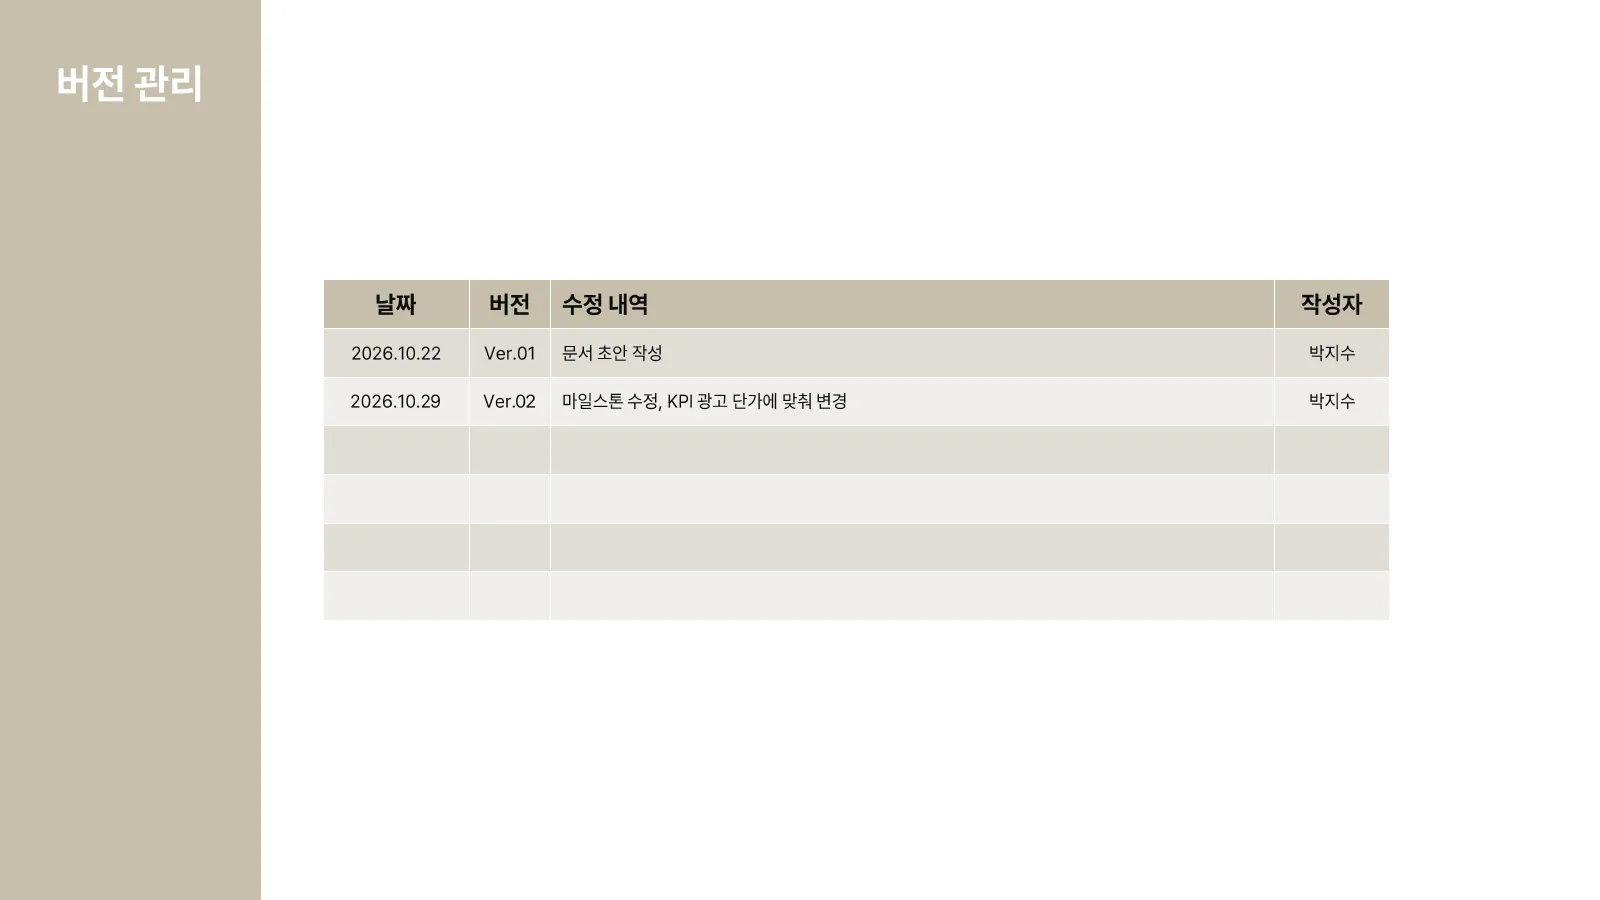 버전 관리
날짜 버전 수정 내역 작성자
2026.10.22 Ver.01 문서 초안 작성 박지수
2026.10.29 Ver.02 마일스톤 수정, KPI 광고 단가에 맞춰 변경 박지수